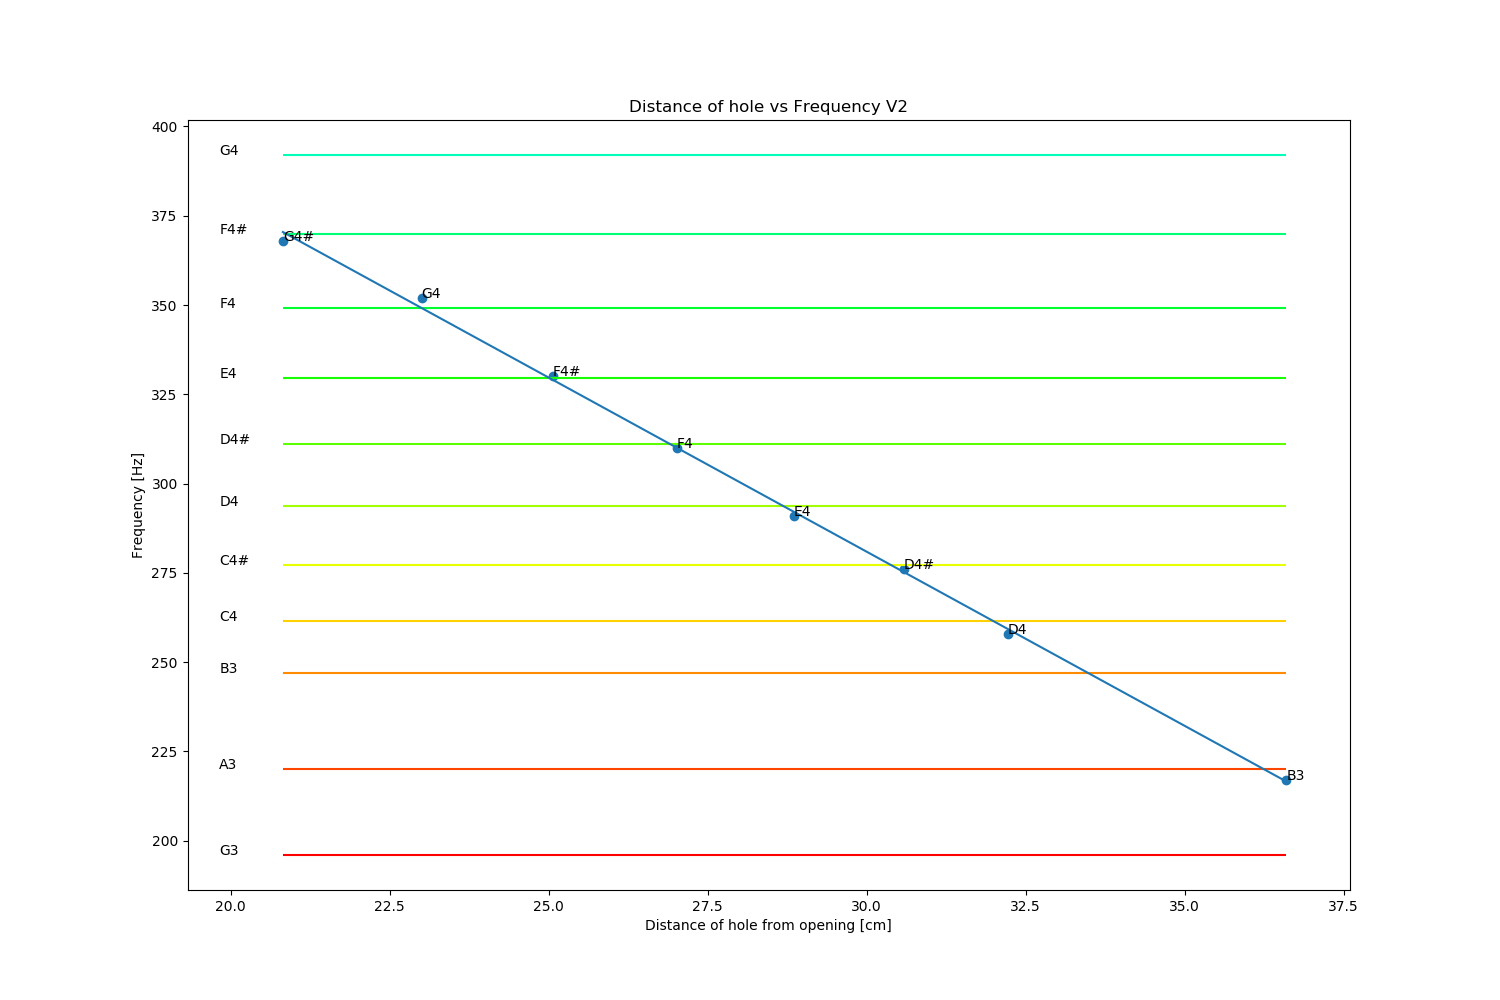 Distance of hole vs Frequency V2
400
G4
375
F4#
G4#
G4
350
F4
F4#
E4
325
D4#
F4
Frequency [Hz]
300
D4
E4
C4#
D4#
275
C4
D4
250
B3
225
A3
B3
200
G3
20.0 22.5 25.0 27.5 30.0 32.5 35.0 37.5
Distance of hole from opening [cm]